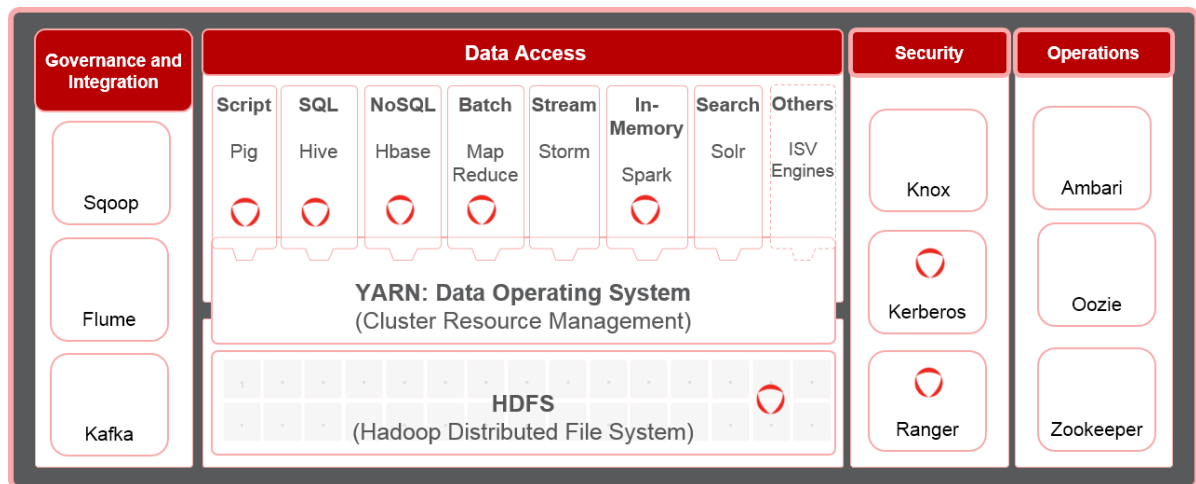 Governance and
Integration
Sqoop
Flume
Kafka
Data Access
Script
Pig
SQL
Hive
NoSQL
Hbase
Batch
Map
Reduce
Stream
Storm
In-
Memory
Spark
Search
Solr
Others
ISV
Engines
YARN: Data Operating System
(Cluster Resource Management)
HDFS
(Hadoop Distributed File System)
Security
Knox
Kerberos
Ranger
Operations
Ambari
Oozie
Zookeeper